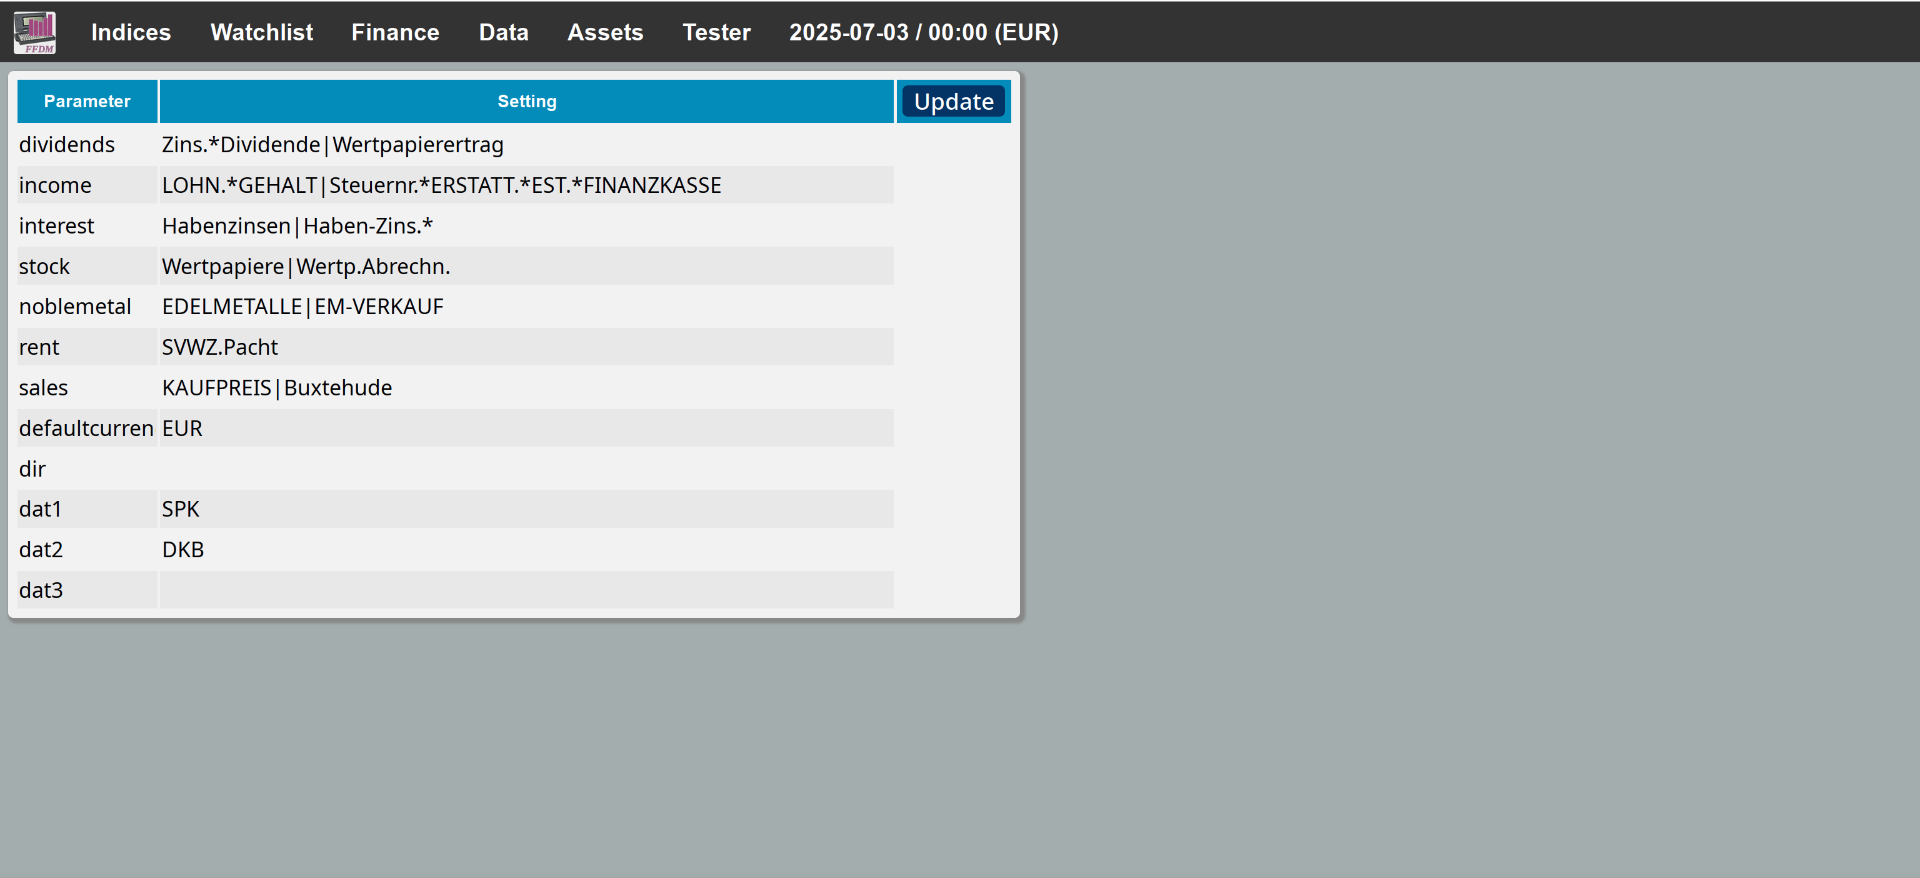 FFDM Indices Watchlist Finance Data Assets Tester 2025-07-03 / 00:00 (EUR)
Parameter Setting Update
dividends Zins.*Dividende|Wertpapierertrag
income LOHN.*GEHALT|Steuernr.*ERSTATT.*EST.*FINANZKASSE
interest Habenzinsen|Haben-Zins.*
stock Wertpapiere|Wertp.Abrechn.
noblemetal EDELMETALLE|EM-VERKAUF
rent SVWZ.Pacht
sales KAUFPREIS|Buxtehude
defaultcurren EUR
dir
dat1 SPK
dat2 DKB
dat3